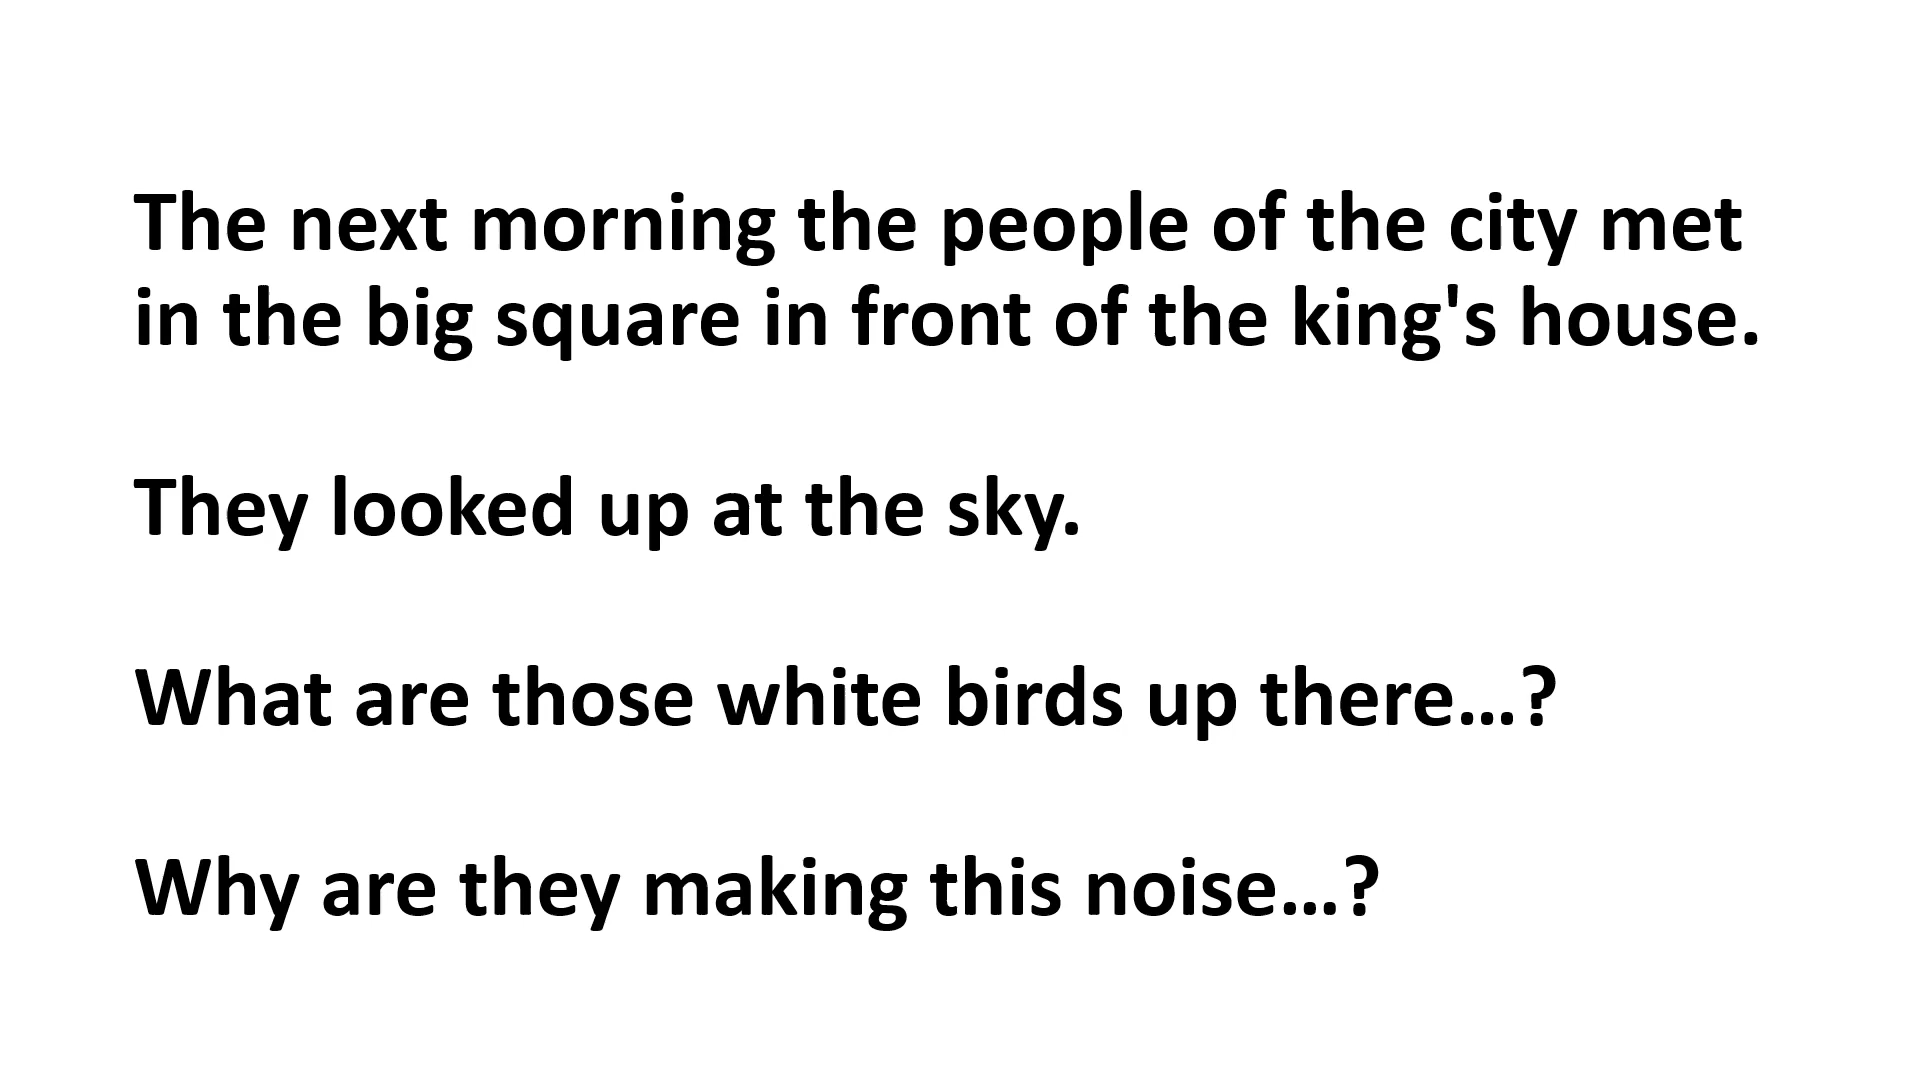 The next morning the people of the city met
in the big square in front of the king's house.
They looked up at the sky.
What are those white birds up there...?
Why are they making this noise...?